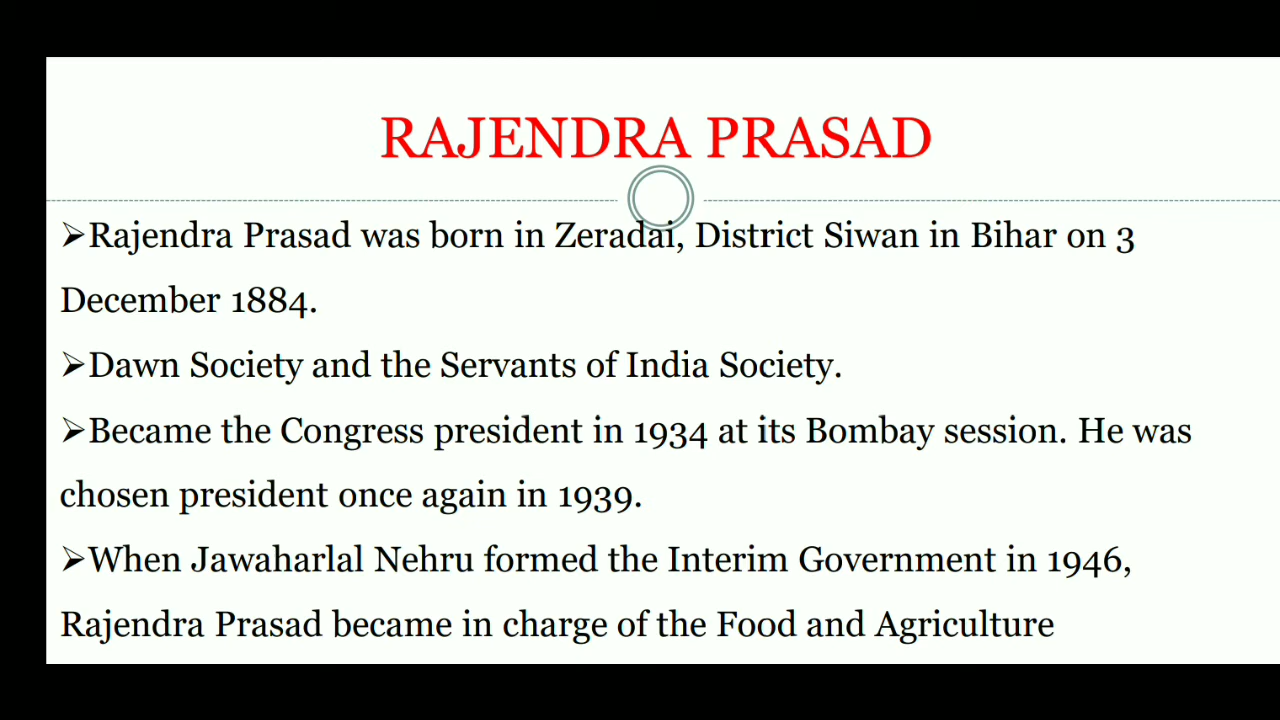 RAJENDRA PRASAD
➢Rajendra Prasad was born in Zeradai, District Siwan in Bihar on 3
December 1884.
➢Dawn Society and the Servants of India Society.
➢Became the Congress president in 1934 at its Bombay session. He was
chosen president once again in 1939.
➢When Jawaharlal Nehru formed the Interim Government in 1946,
Rajendra Prasad became in charge of the Food and Agriculture